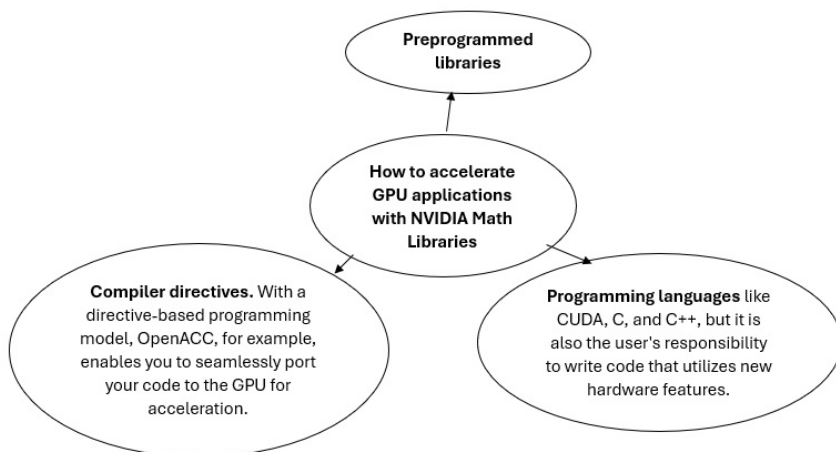 Preprogrammed
libraries
How to accelerate
GPU applications
with NVIDIA Math
Libraries
Compiler directives. With a
directive-based programming
model, OpenACC, for example,
enables you to seamlessly port
your code to the GPU for
acceleration.
Programming languages like
CUDA, C, and C++, but it is
also the user's responsibility
to write code that utilizes new
hardware features.